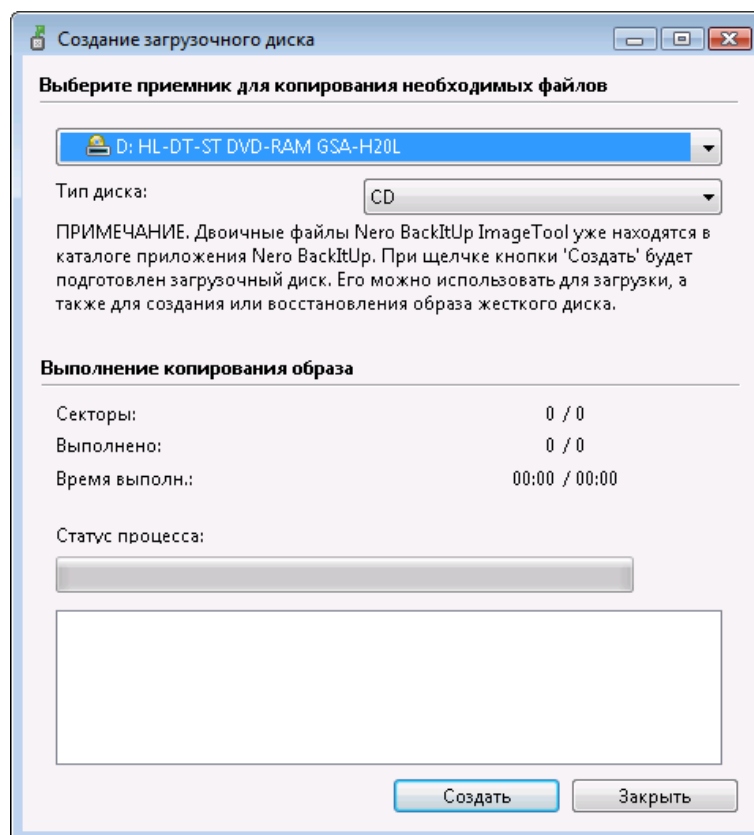 Создание загрузочного диска
Выберите приемник для копирования необходимых файлов
D: HL-DT-ST DVD-RAM GSA-H20L
Тип диска: CD
ПРИМЕЧАНИЕ. Двоичные файлы Nero BackItUp ImageTool уже находятся в
каталоге приложения Nero BackItUp. При щелчке кнопки 'Создать' будет
подготовлен загрузочный диск. Его можно использовать для загрузки, а
также для создания или восстановления образа жесткого диска.
Выполнение копирования образа
Секторы: 0 / 0
Выполнено: 0 / 0
Время выполн.: 00:00 / 00:00
Статус процесса:
Создать Закрыть